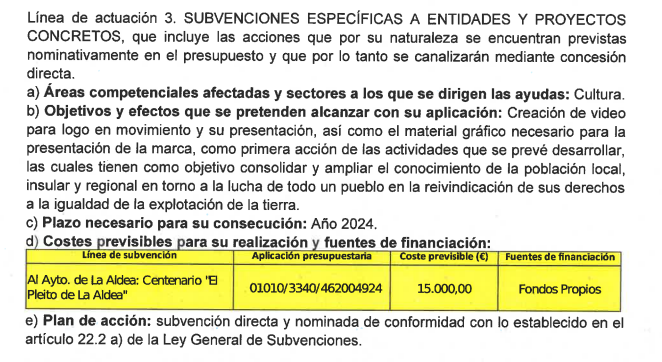 Línea de actuación 3. SUBVENCIONES ESPECÍFICAS A ENTIDADES Y PROYECTOS
CONCRETOS, que incluye las acciones que por su naturaleza se encuentran previstas
nominativamente en el presupuesto y que por lo tanto se canalizarán mediante concesión
directa.
a) Áreas competenciales afectadas y sectores a los que se dirigen las ayudas: Cultura.
b) Objetivos y efectos que se pretenden alcanzar con su aplicación: Creación de video
para logo en movimiento y su presentación, así como el material gráfico necesario para la
presentación de la marca, como primera acción de las actividades que se prevé desarrollar,
las cuales tienen como objetivo consolidar y ampliar el conocimiento de la población local,
insular y regional en torno a la lucha de todo un pueblo en la reivindicación de sus derechos
a la igualdad de la explotación de la tierra.
c) Plazo necesario para su consecución: Año 2024.
d) Costes previsibles para su realización y fuentes de financiación:
Línea de subvención Aplicación presupuestaria Coste previsible (€) Fuentes de financiación
Al Ayto. de La Aldea: Centenario "El
Pleito de La Aldea" 01010/3340/462004924 15.000,00 Fondos Propios
e) Plan de acción: subvención directa y nominada de conformidad con lo establecido en el
artículo 22.2 a) de la Ley General de Subvenciones.